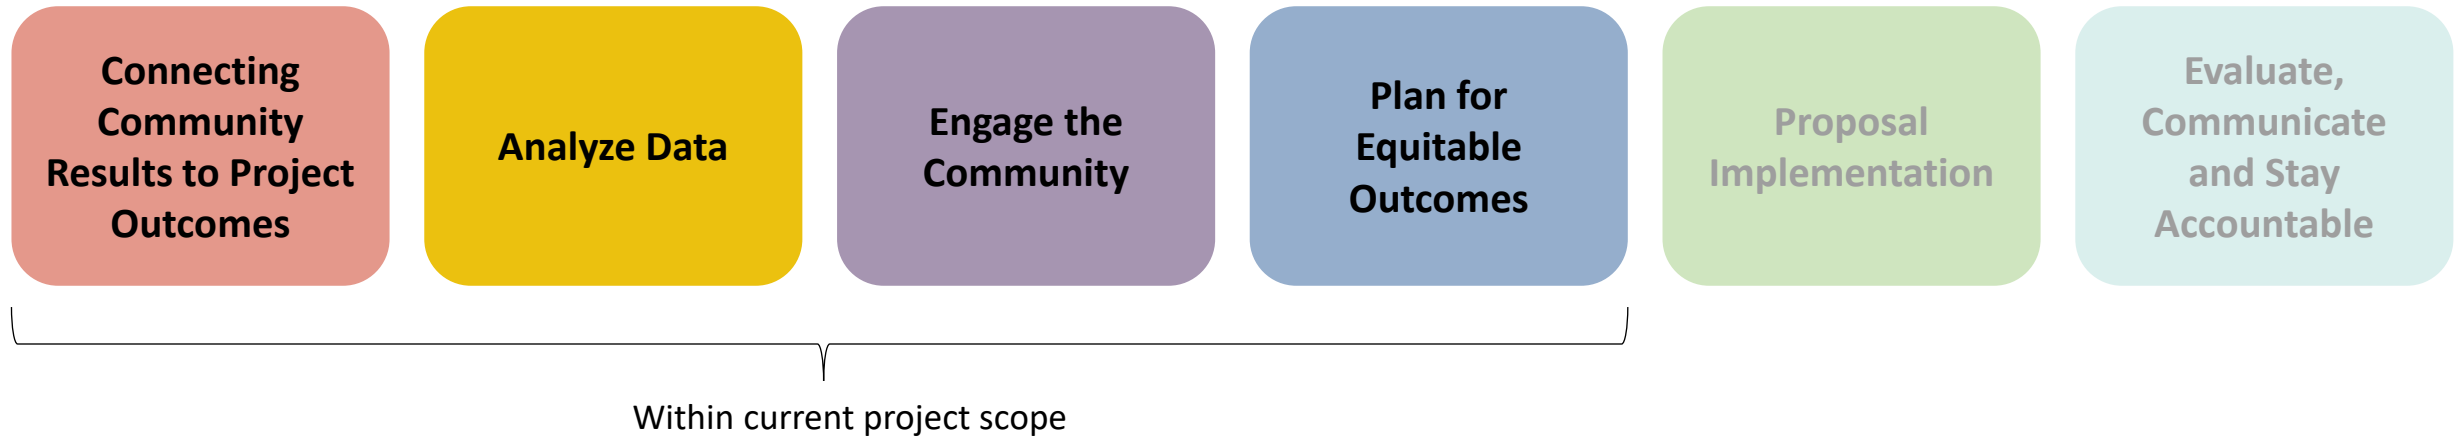 Connecting
Community
Results to Project
Outcomes
Analyze Data
Engage the
Community
Plan for
Equitable
Outcomes
Proposal
Implementation
Evaluate,
Communicate
and Stay
Accountable
Within current project scope